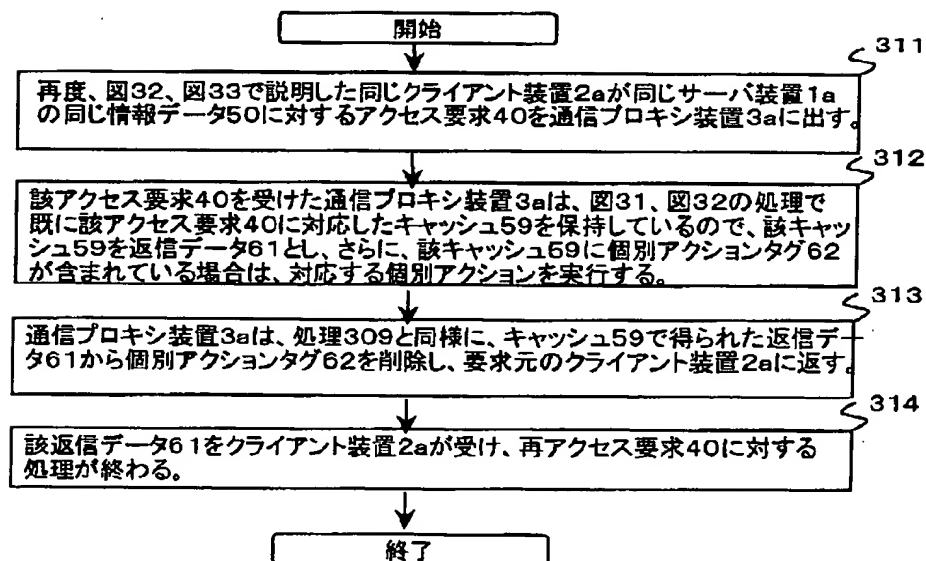 開始
311
再度、図32、図33で説明した同じクライアント装置2aが同じサーバ装置1a
の同じ情報データ50に対するアクセス要求40を通信プロキシ装置3aに出す。
312
該アクセス要求40を受けた通信プロキシ装置3aは、図31、図32の処理で
既に該アクセス要求40に対応したキャッシュ59を保持しているので、該キャッ
シュ59を返信データ61とし、さらに、該キャッシュ59に個別アクションタグ62
が含まれている場合は、対応する個別アクションを実行する。
313
通信プロキシ装置3aは、処理309と同様に、キャッシュ59で得られた返信デー
タ61から個別アクションタグ62を削除し、要求元のクライアント装置2aに返す。
314
該返信データ61をクライアント装置2aが受け、再アクセス要求40に対する
処理が終わる。
終了